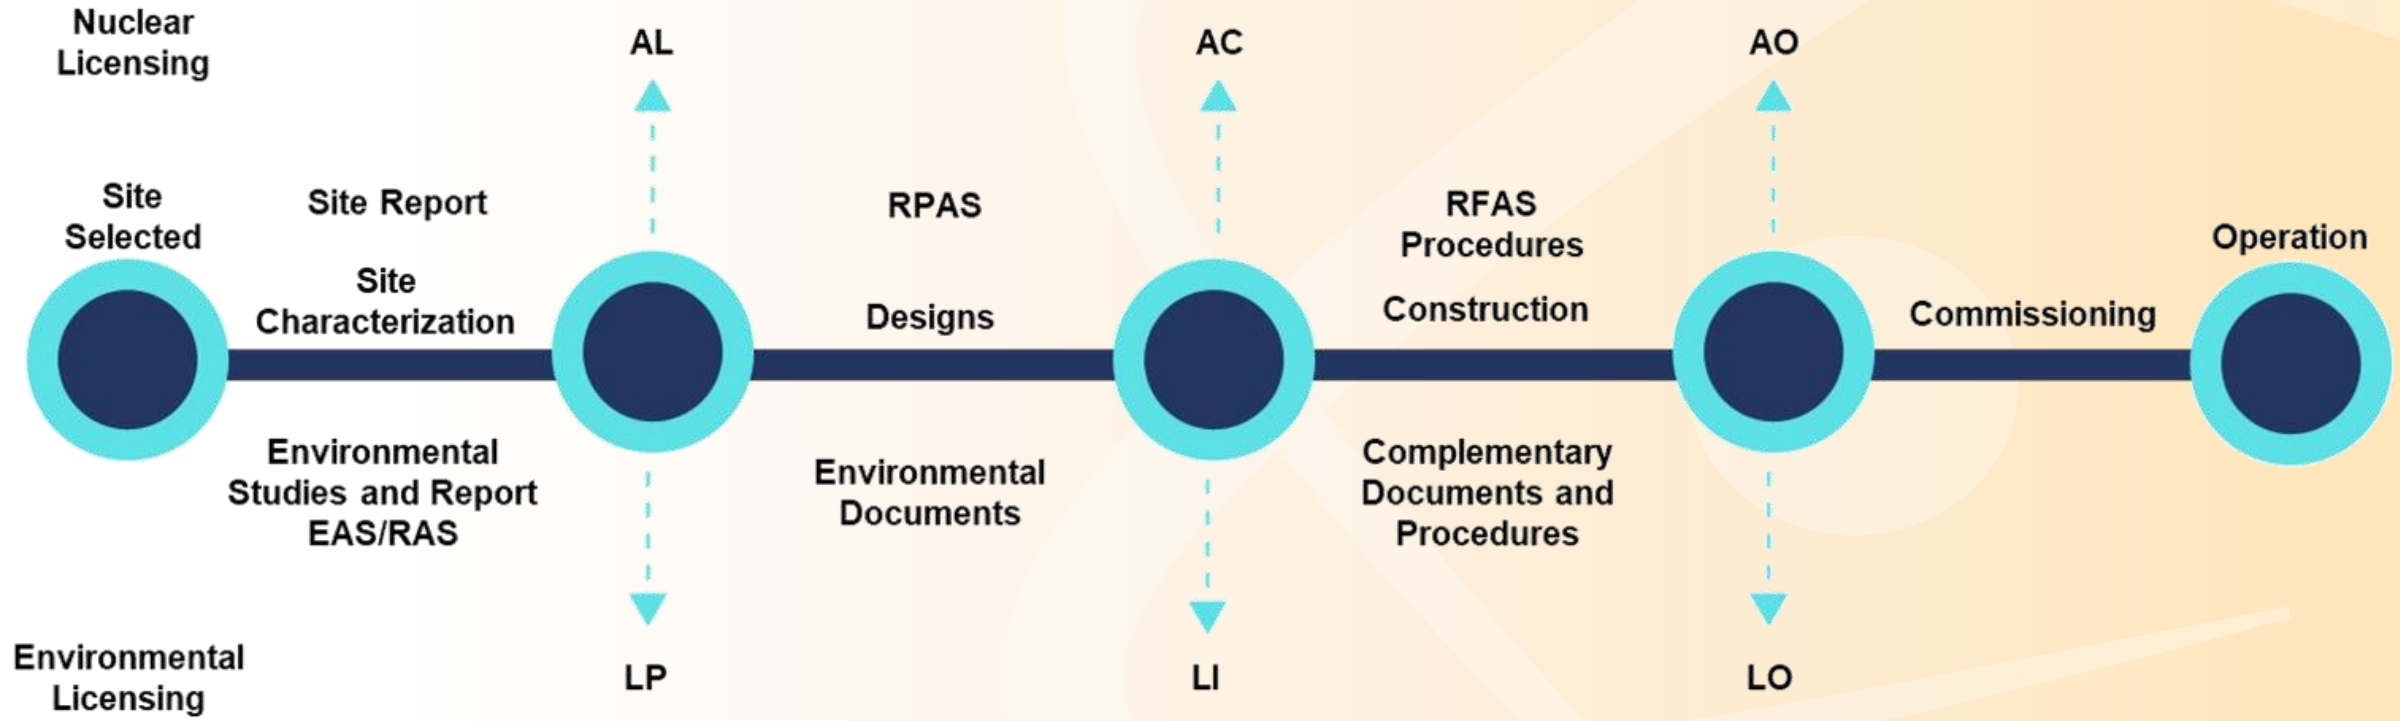 Nuclear
Licensing
AL
AC
AO
Site
Selected
Site Report
RPAS
RFAS
Procedures
Operation
Site
Characterization
Designs
Construction
Commissioning
Environmental
Studies and Report
EAS/RAS
Environmental
Documents
Complementary
Documents and
Procedures
Environmental
Licensing
LP
LI
LO